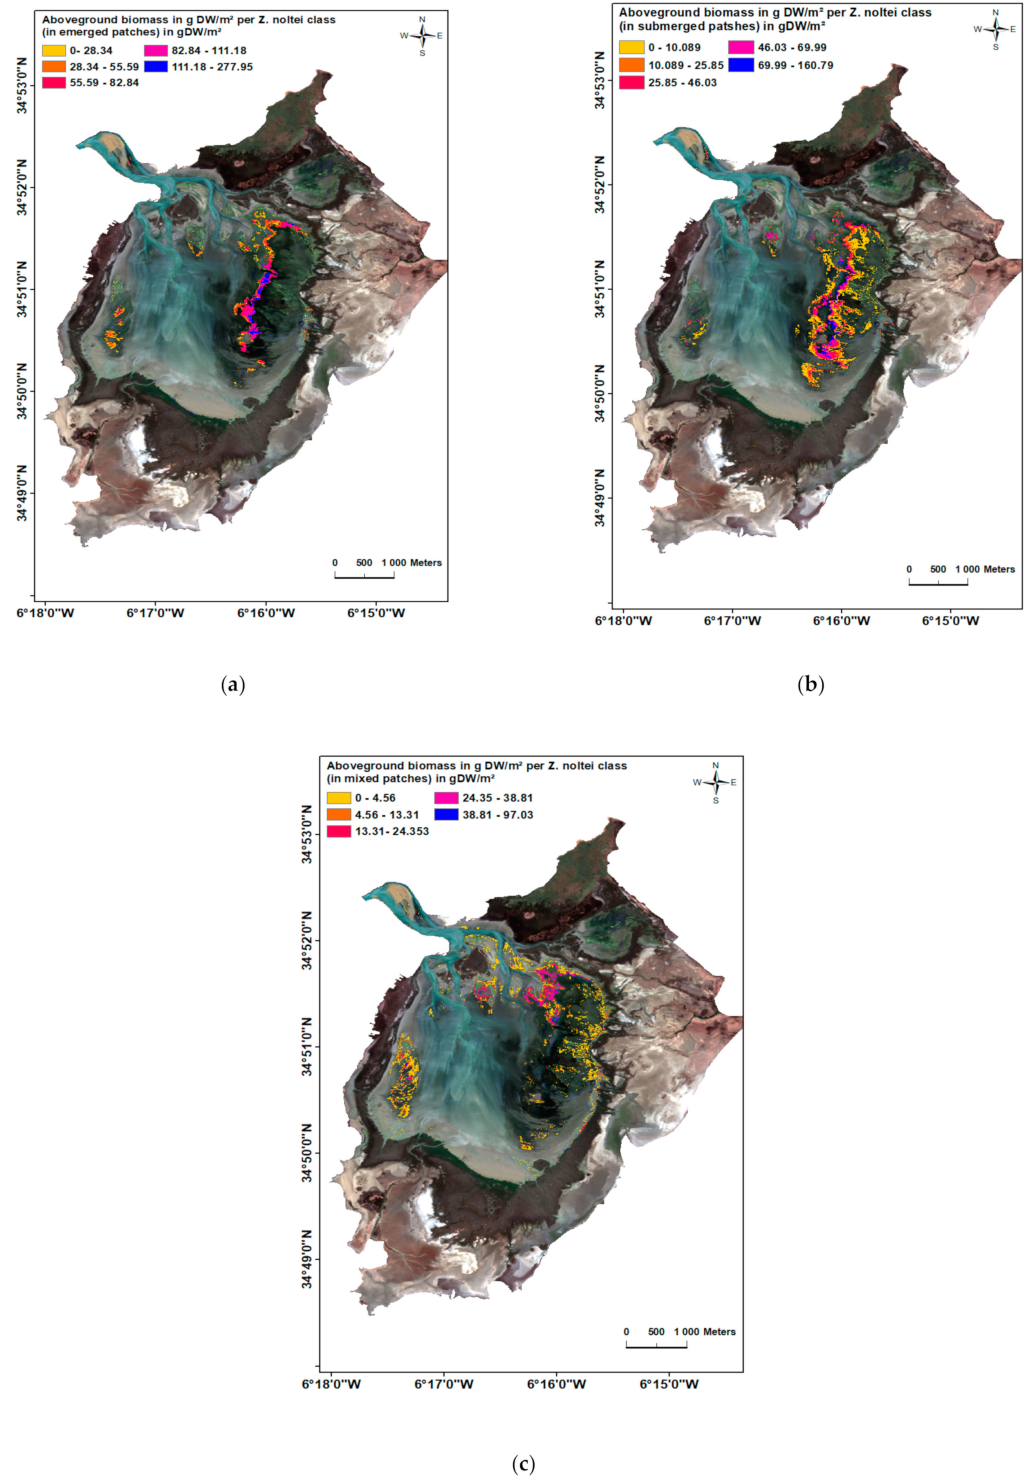 Aboveground biomass in g DW/m² per Z. noltei class
(in emerged patches) in gDW/m²
0- 28.34
82.84 - 111.18
28.34 - 55.59
111.18 - 277.95
55.59 - 82.84
N
W
E
S
34°53'0"N
34°52'0"N
34°51'0"N
34°50'0"N
34°49'0"N
0 500 1 000 Meters
6°18'0"W 6°17'0"W 6°16'0"W 6°15'0"W
(a)
Aboveground biomass in g DW/m² per Z. noltei class
(in submerged patshes) in gDW/m²
0 - 10.089
46.03 - 69.99
10.089 - 25.85
69.99 - 160.79
25.85 - 46.03
N
W
E
S
34°53'0"N
34°52'0"N
34°51'0"N
34°50'0"N
34°49'0"N
0 500 1 000 Meters
6°18'0"W 6°17'0"W 6°16'0"W 6°15'0"W
(b)
Aboveground biomass in g DW/m² per Z. noltei class
(in mixed patches) in gDW/m²
0 - 4.56
24.35 - 38.81
4.56 - 13.31
38.81 - 97.03
13.31- 24.353
N
W
E
S
34°53'0"N
34°52'0"N
34°51'0"N
34°50'0"N
34°49'0"N
0 500 1 000 Meters
6°18'0"W 6°17'0"W 6°16'0"W 6°15'0"W
(c)